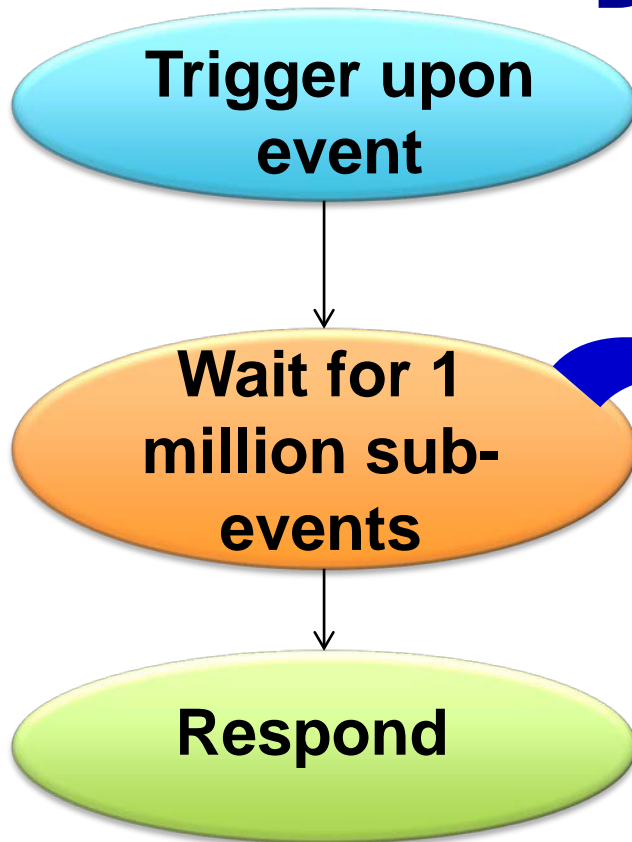 Trigger upon
event
Wait for 1
million sub-
events
Respond